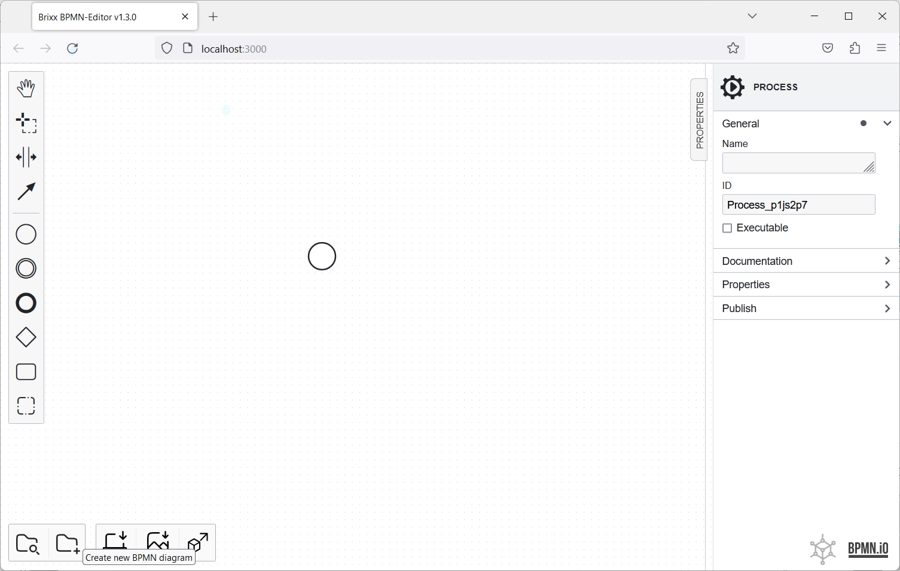 Brixx BPMN-Editor v1.3.0
localhost:3000
PROPERTIES
PROCESS
General
Name
ID
Process_p1js2p7
Executable
Documentation
Properties
Publish
Create new BPMN diagram
BPMN.iO